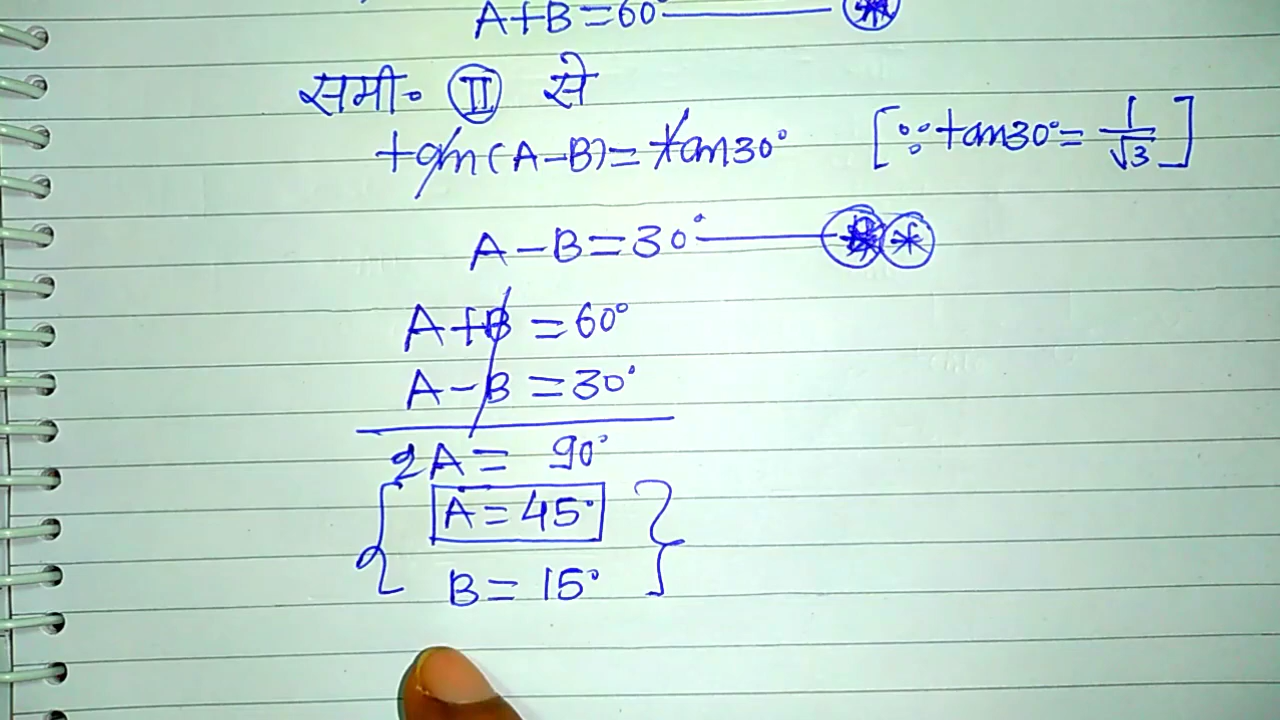 A+B=60° ⊛
समी॰ (II) से
tan(A-B)=tan30° [∵tan30°=1/√3]
A-B=30° ⊛
A+B=60°
A-B=30°
2A= 90°
{A=45°
B=15°}